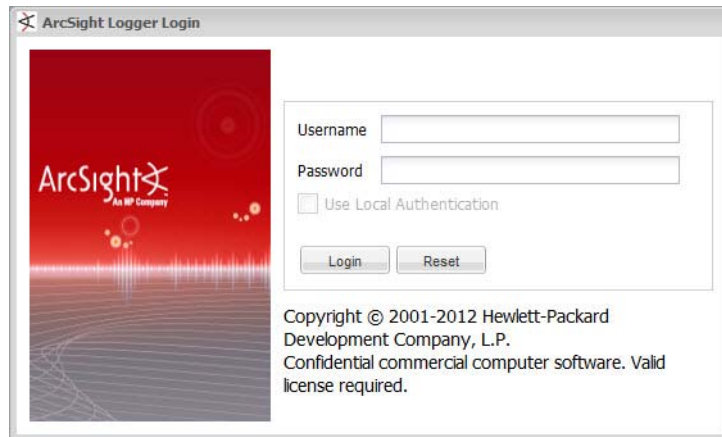 ArcSight Logger Login
ArcSight
An HP Company
Username
Password
Use Local Authentication
Login
Reset
Copyright © 2001-2012 Hewlett-Packard
Development Company, L.P.
Confidential commercial computer software. Valid
license required.